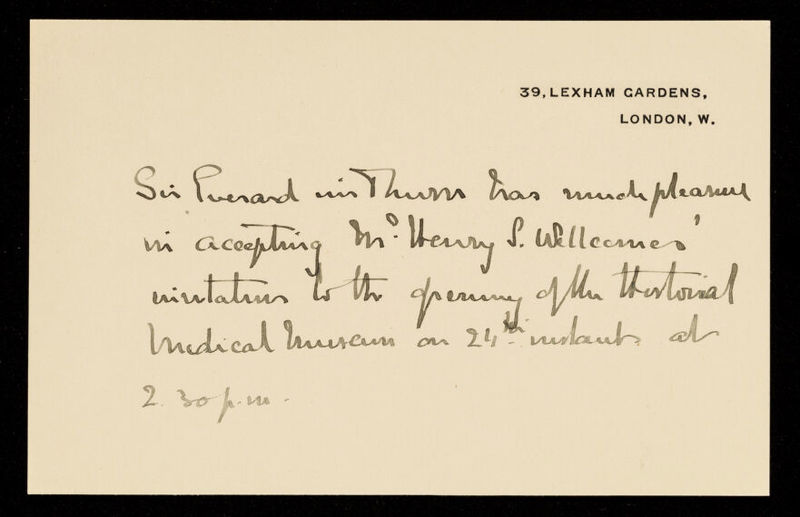 39, LEXHAM GARDENS,
LONDON, W.
Sir Everard im Thurn has much pleasure
in accepting Mr. Henry S. Wellcomes'
invitation to the opening of the Historical
Medical Museum on 24th instant at
2.30 p.m.